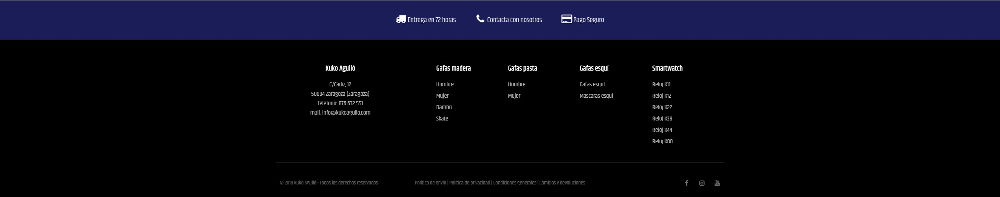 Entrega en 72 horas
Contacta con nosotros
Pago Seguro
Kuko Agulló
C/Cádiz, 12
50004 Zaragoza (Zaragoza)
teléfono: 876 632 551
mail: info@kukoagullo.com
Gafas madera
Hombre
Mujer
Bambú
Skate
Gafas pasta
Hombre
Mujer
Gafas esquí
Gafas esquí
Mascaras esquí
Smartwatch
Reloj K11
Reloj K12
Reloj K22
Reloj K38
Reloj K44
Reloj K88
© 2018 Kuko Agulló - Todos los derechos reservados
Política de envío | Política de privacidad | Condiciones generales | Cambios y devoluciones